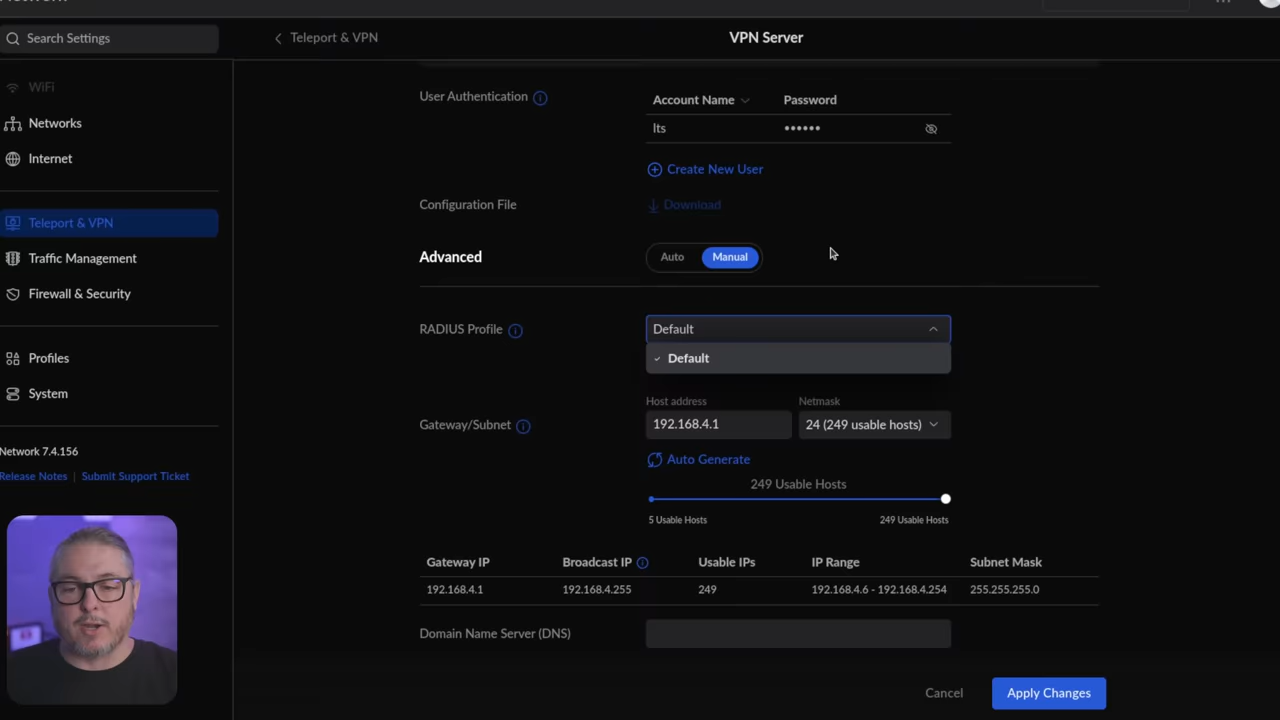 Search Settings
Teleport & VPN
VPN Server
WiFi
Networks
Internet
Teleport & VPN
Traffic Management
Firewall & Security
Profiles
System
Network 7.4.156
Release Notes | Submit Support Ticket
User Authentication
Account Name Password
lts ••••••
Create New User
Configuration File Download
Advanced Auto Manual
RADIUS Profile Default
Default
Host address Netmask
Gateway/Subnet 192.168.4.1 24 (249 usable hosts)
Auto Generate
249 Usable Hosts
5 Usable Hosts 249 Usable Hosts
Gateway IP Broadcast IP Usable IPs IP Range Subnet Mask
192.168.4.1 192.168.4.255 249 192.168.4.6 - 192.168.4.254 255.255.255.0
Domain Name Server (DNS)
Cancel Apply Changes